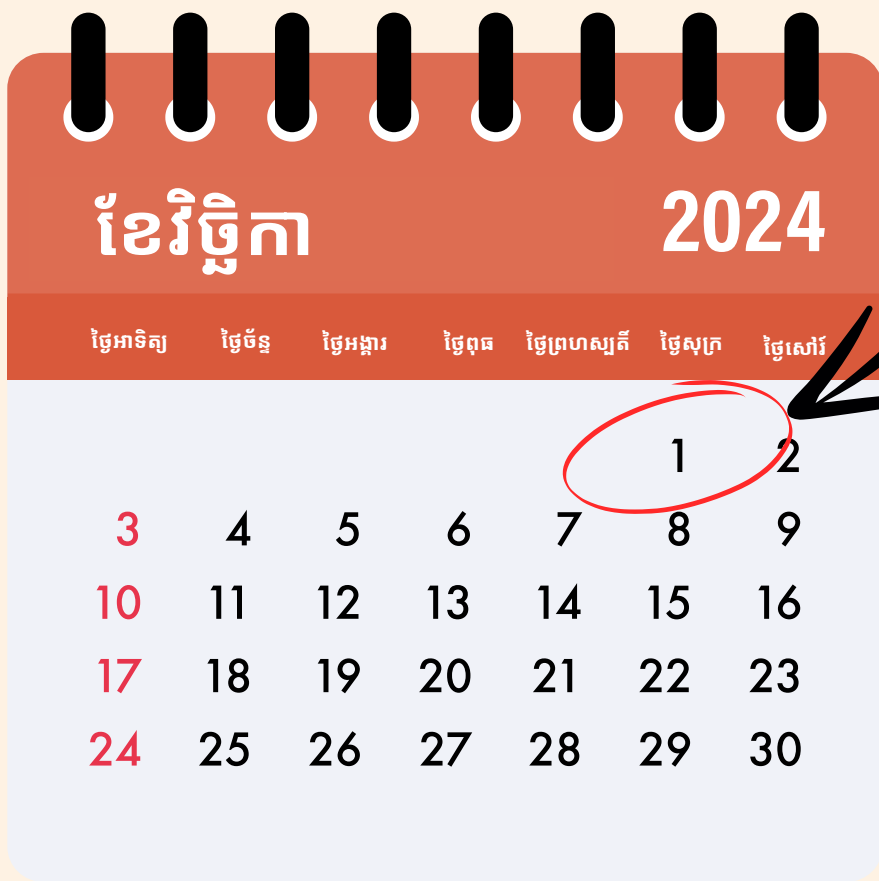 ខែវិច្ឆិកា 2024
ថ្ងៃអាទិត្យ ថ្ងៃច័ន្ទ ថ្ងៃអង្គារ ថ្ងៃពុធ ថ្ងៃព្រហស្បតិ៍ ថ្ងៃសុក្រ ថ្ងៃសៅរ៍
1 2
3 4 5 6 7 8 9
10 11 12 13 14 15 16
17 18 19 20 21 22 23
24 25 26 27 28 29 30